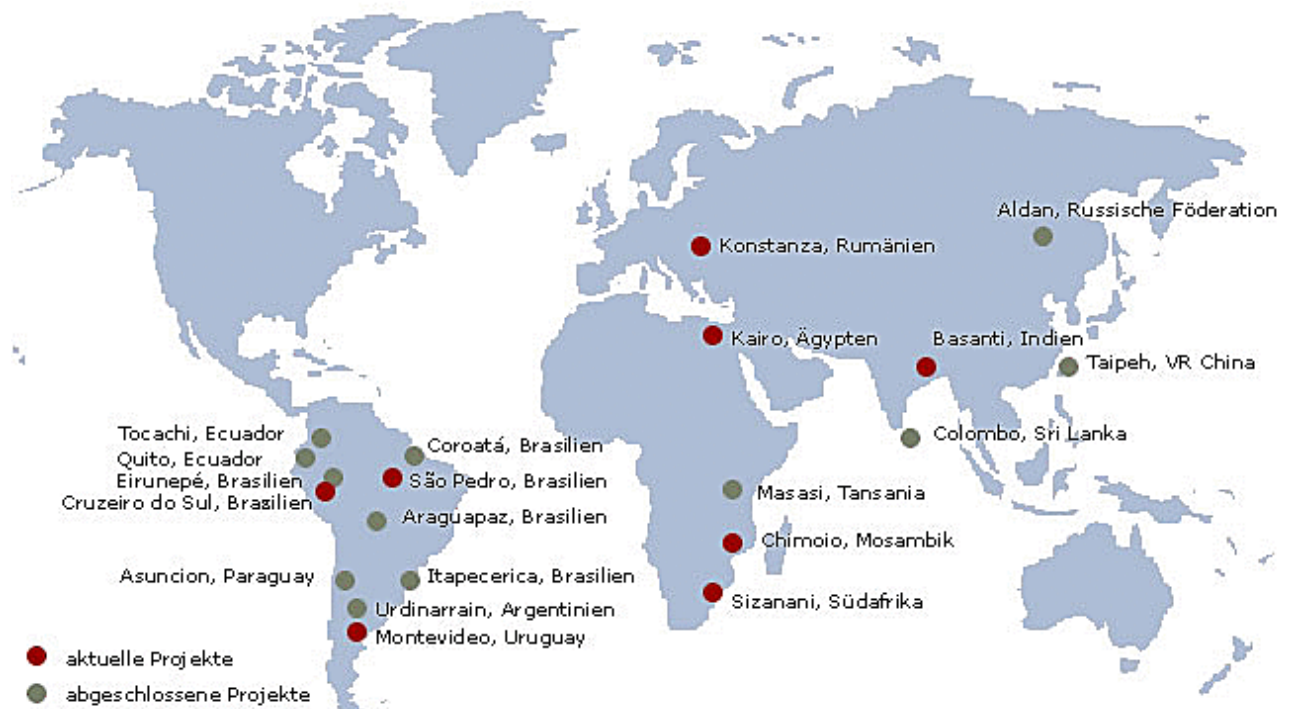 Aldan, Russische Föderation
Konstanza, Rumänien
Kairo, Ägypten
Basanti, Indien
Taipeh, VR China
Tocachi, Ecuador
Coroatá, Brasilien
Colombo, Sri Lanka
Quito, Ecuador
Eirunepé, Brasilien
São Pedro, Brasilien
Cruzeiro do Sul, Brazilien
Masasi, Tansania
Araguapaz, Brasilien
Chimoio, Mosambik
Asuncion, Paraguay
Itapecerica, Brasilien
Sizanani, Südafrika
Urdinarrain, Argentinien
Montevideo, Uruguay
aktuelle Projekte
abgeschlossene Projekte